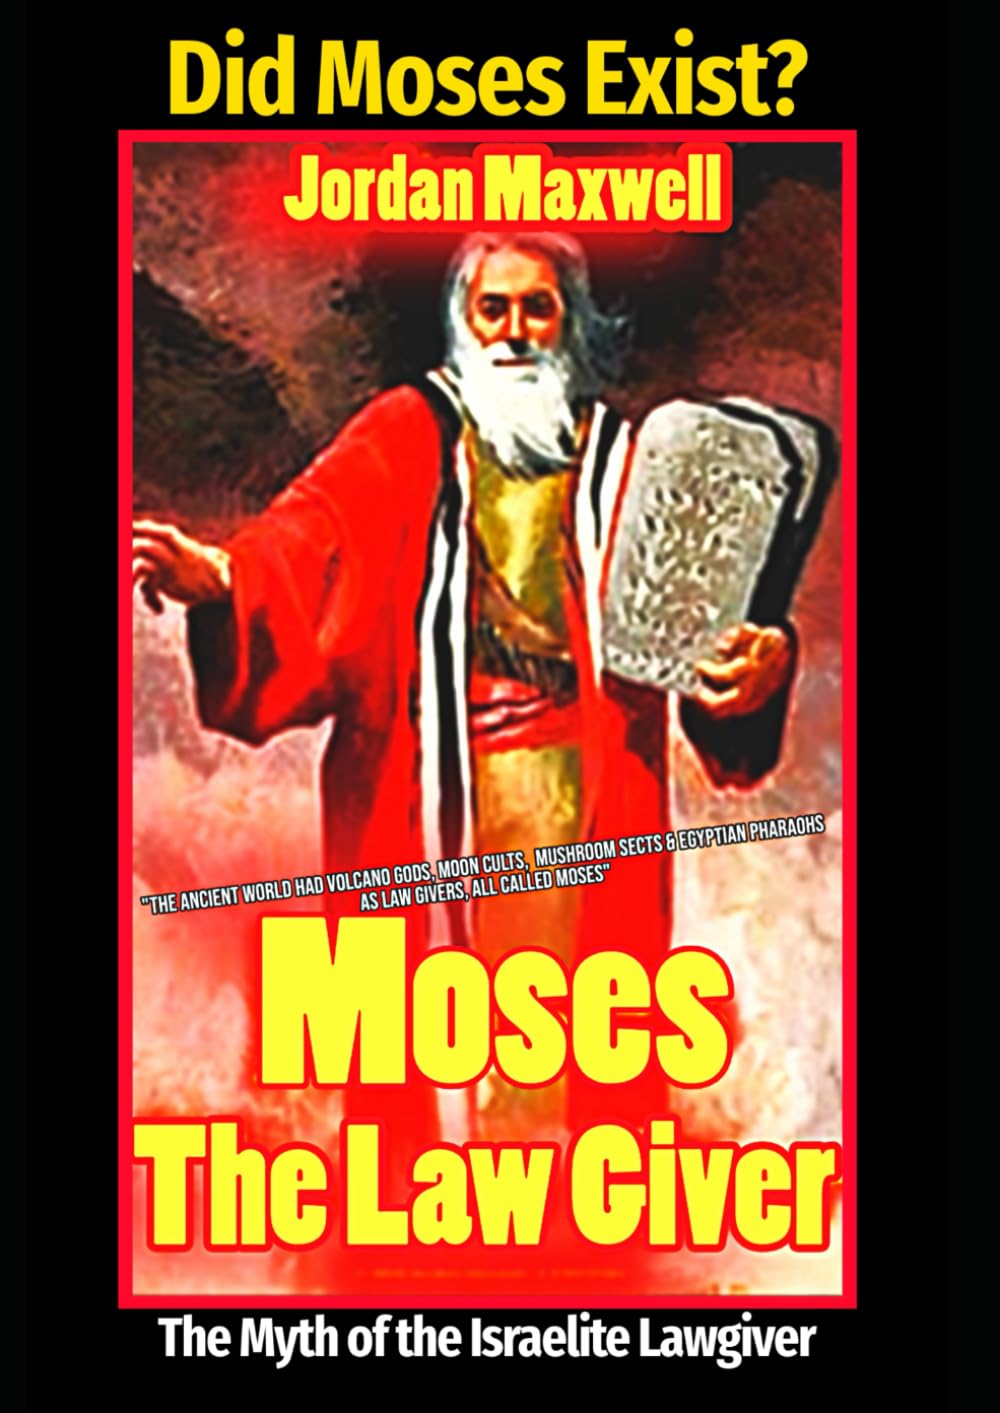 Did Moses Exist?
Jordan Maxwell
"THE ANCIENT WORLD HAD VOLCANO GODS, MOON CULTS, MUSHROOM SECTS & EGYPTIAN PHARAOHS
AS LAW GIVERS, ALL CALLED MOSES"
Moses
The Law Giver
The Myth of the Israelite Lawgiver